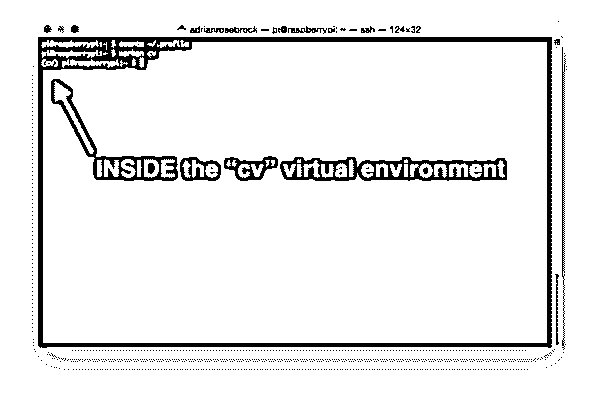 adrianrosebrock — pi@raspberrypi: ~ — ssh — 124×32
pi@raspberrypi:~ $ source ~/.profile
pi@raspberrypi:~ $ workon cv
(cv) pi@raspberrypi:~ $
INSIDE the “cv” virtual environment